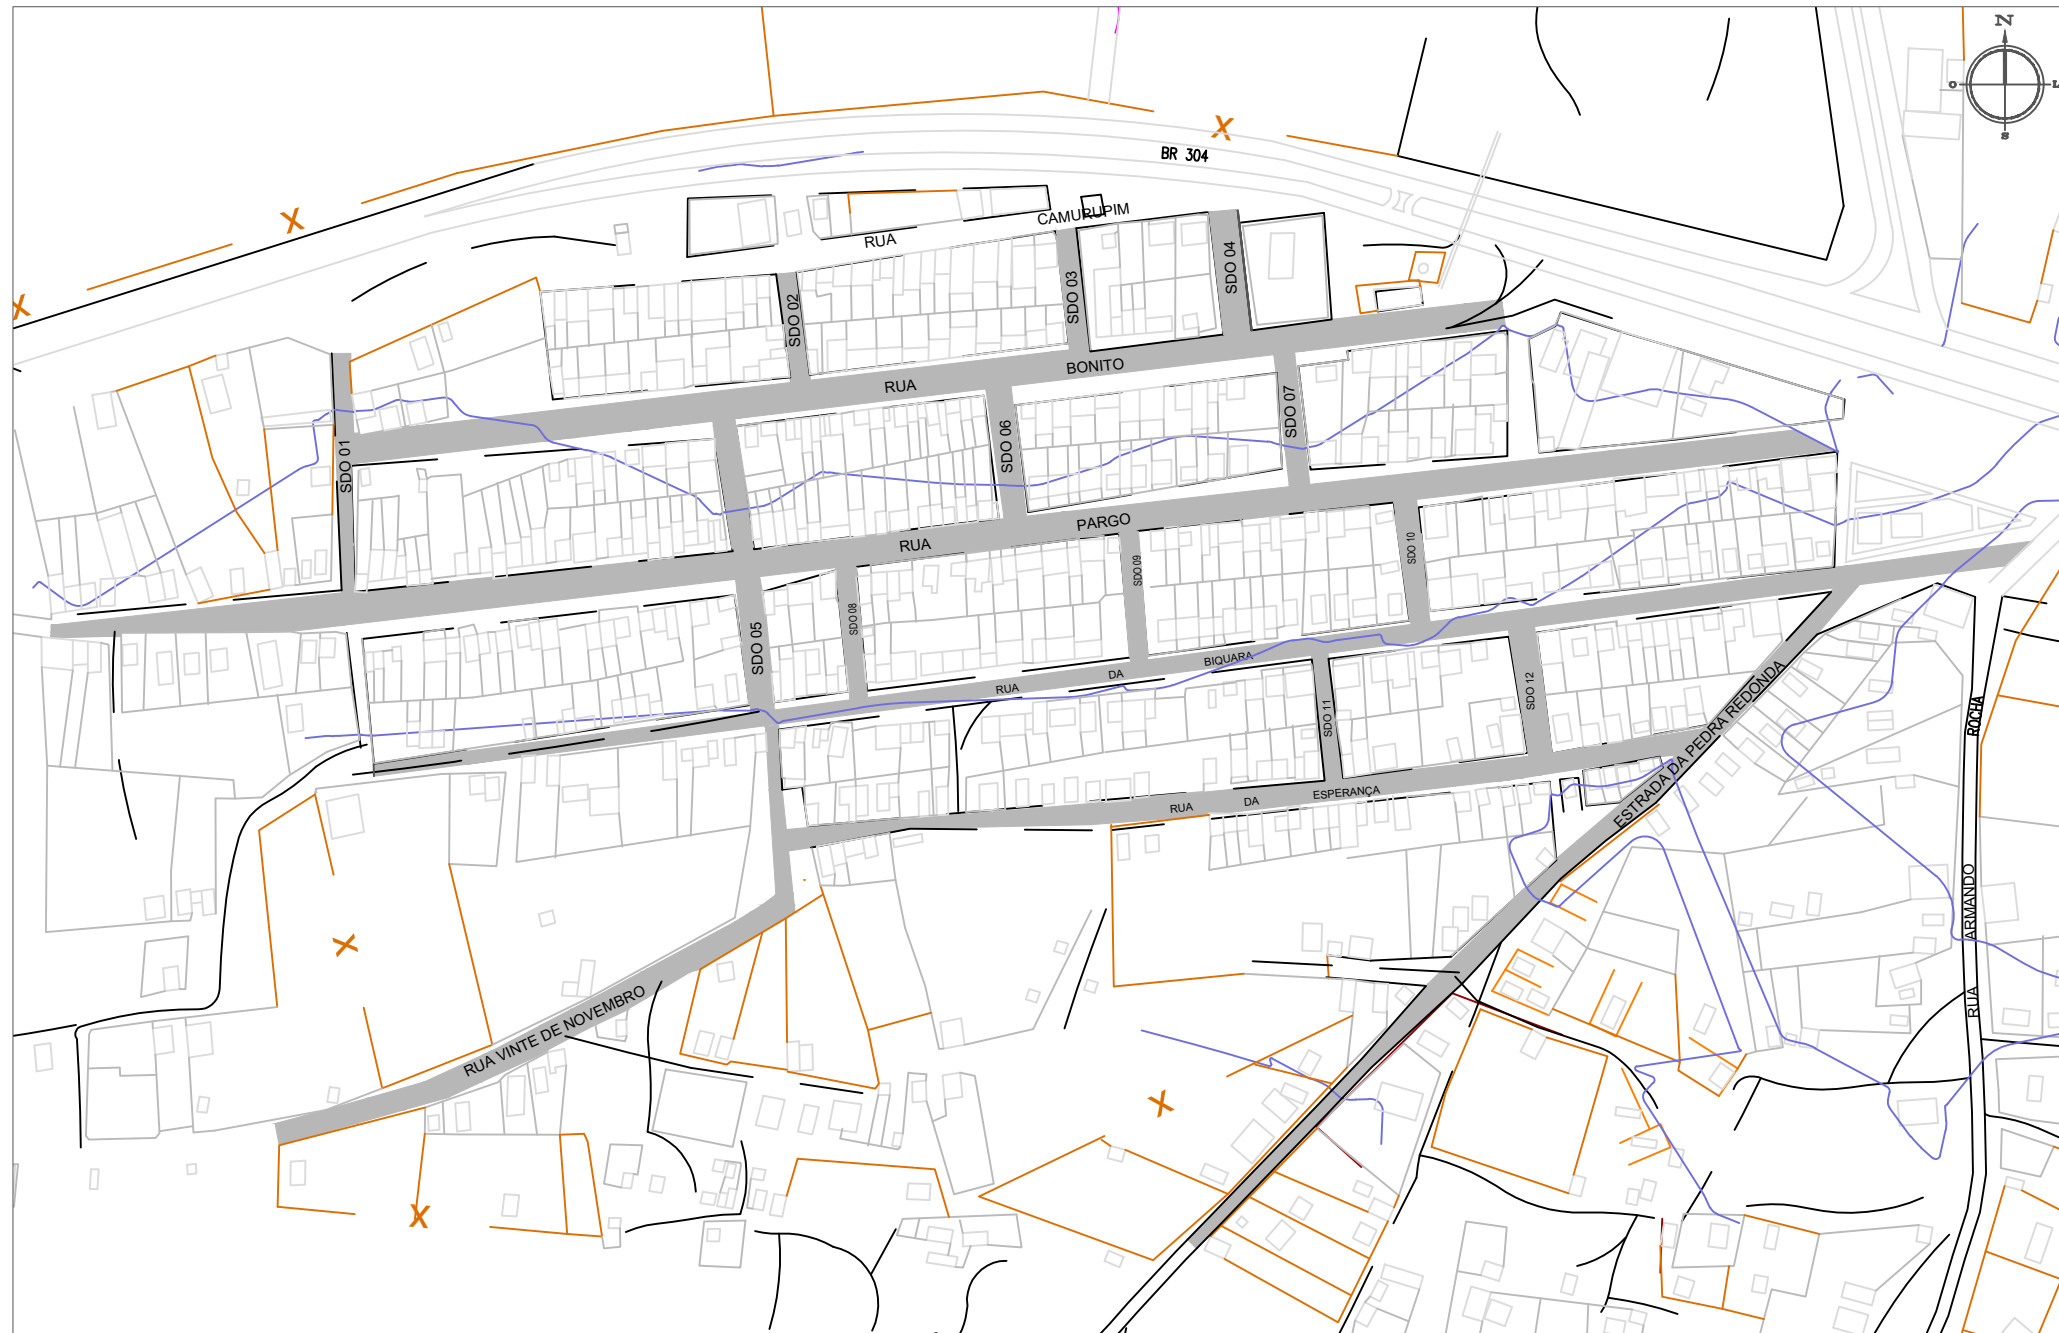 N
O
L
S
BR 304
RUA CAMURUPIM
SDO 02
SDO 03
SDO 04
RUA BONITO
SDO 01
SDO 06
SDO 07
RUA PARGO
SDO 05
SDO 08
SDO 09
SDO 10
RUA DA BIQUARA
SDO 11
SDO 12
RUA DA ESPERANÇA
ESTRADA DA PEDRA REDONDA
ROCHA
RUA ARMANDO
RUA VINTE DE NOVEMBRO
X
X
X
X
X
X